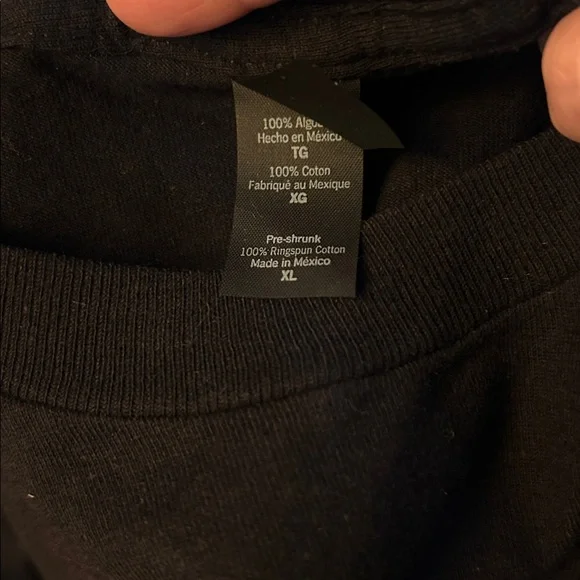 100%
Hecho en México
TG
100% Coton
Fabriqué au Mexique
XG
Pre-shrunk
100% Ringspun Cotton
Made in México
XL